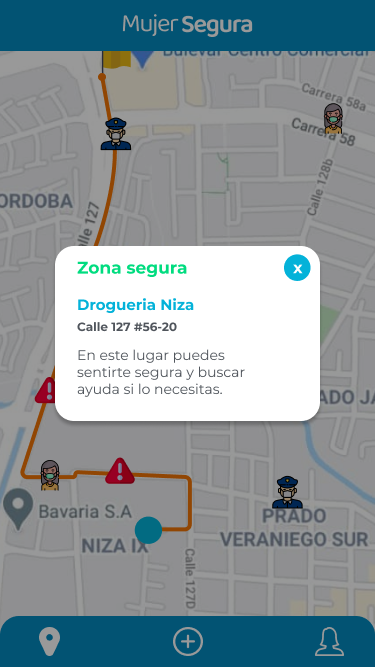 Mujer Segura
Bulevar Centro Comercial
Carrera 58a
Carrera 58
Calle 128b
ORDOBA
Calle 127
Zona segura
x
Drogueria Niza
Calle 127 #56-20
En este lugar puedes
sentirte segura y buscar
ayuda si lo necesitas.
ADO JA
Bavaria S.A
PRADO
VERANIEGO SUR
NIZA IX
Calle 127D